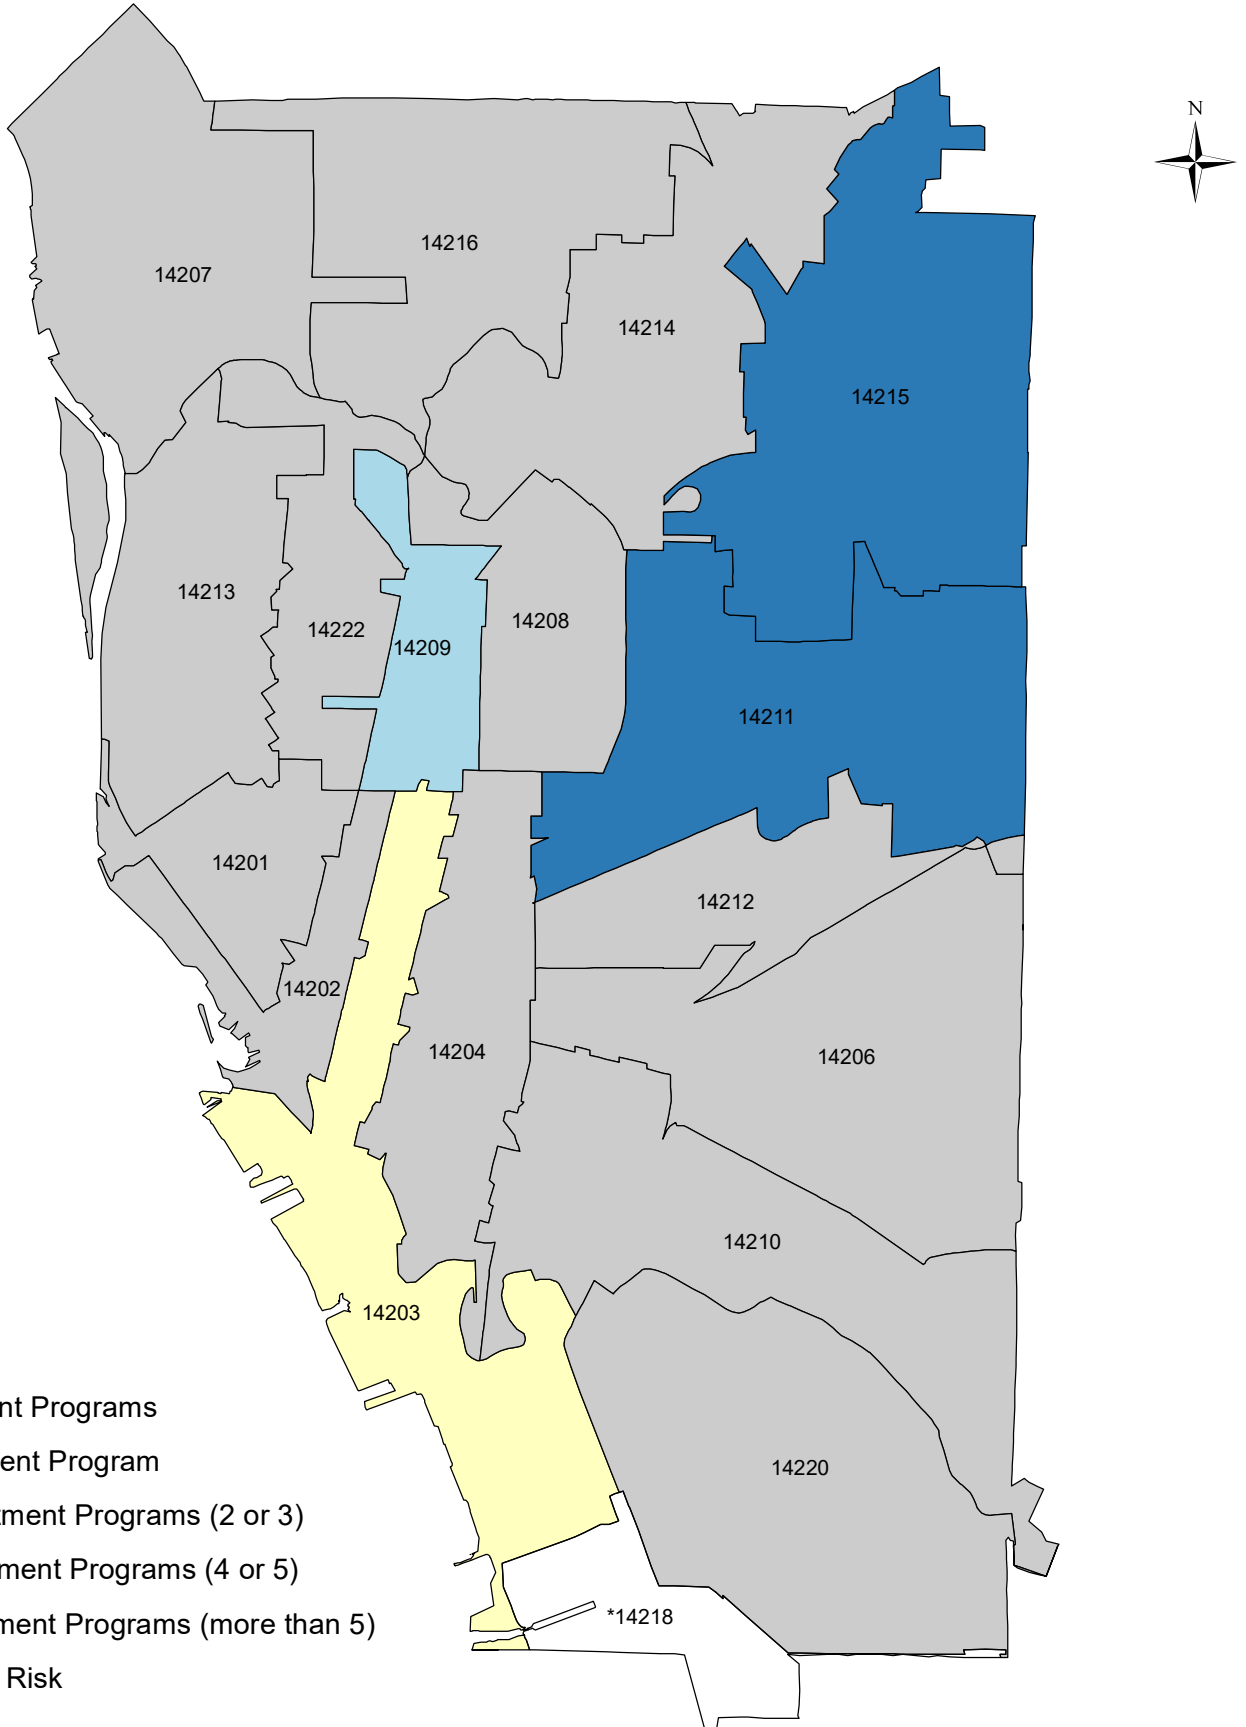 N
14216
14207
14214
14215
14213
14208
14222
14209
14211
14201
14212
14202
14204
14206
14210
14203
nt Programs
ent Program
14220
tment Programs (2 or 3)
ment Programs (4 or 5)
ment Programs (more than 5)
*14218
Risk